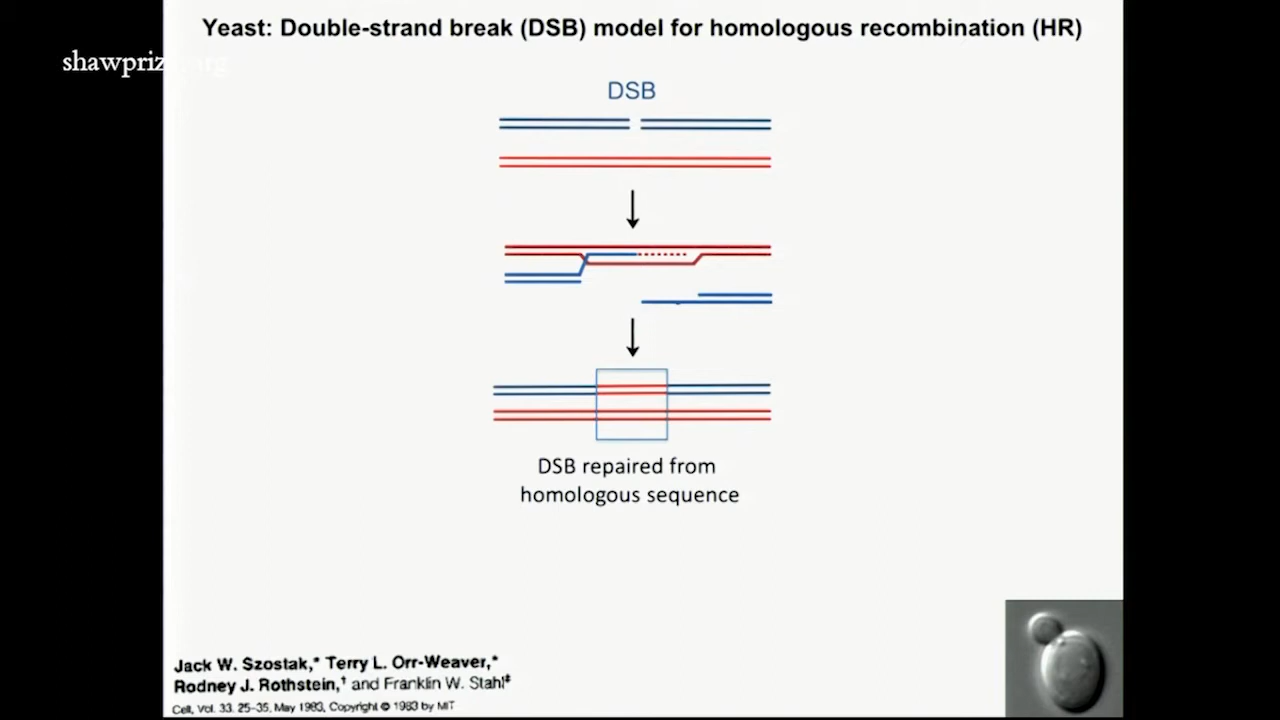 Yeast: Double-strand break (DSB) model for homologous recombination (HR)
shawprize.org
DSB
DSB repaired from
homologous sequence
Jack W. Szostak,* Terry L. Orr-Weaver,*
Rodney J. Rothstein,† and Franklin W. Stahl‡
Cell, Vol. 33. 25-35, May 1983, Copyright © 1983 by MIT